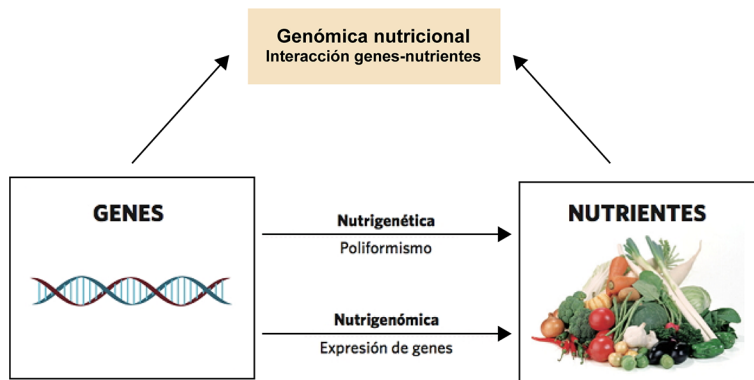 Genómica nutricional
Interacción genes-nutrientes
GENES
Nutrigenética
Poliformismo
Nutrigenómica
Expresión de genes
NUTRIENTES